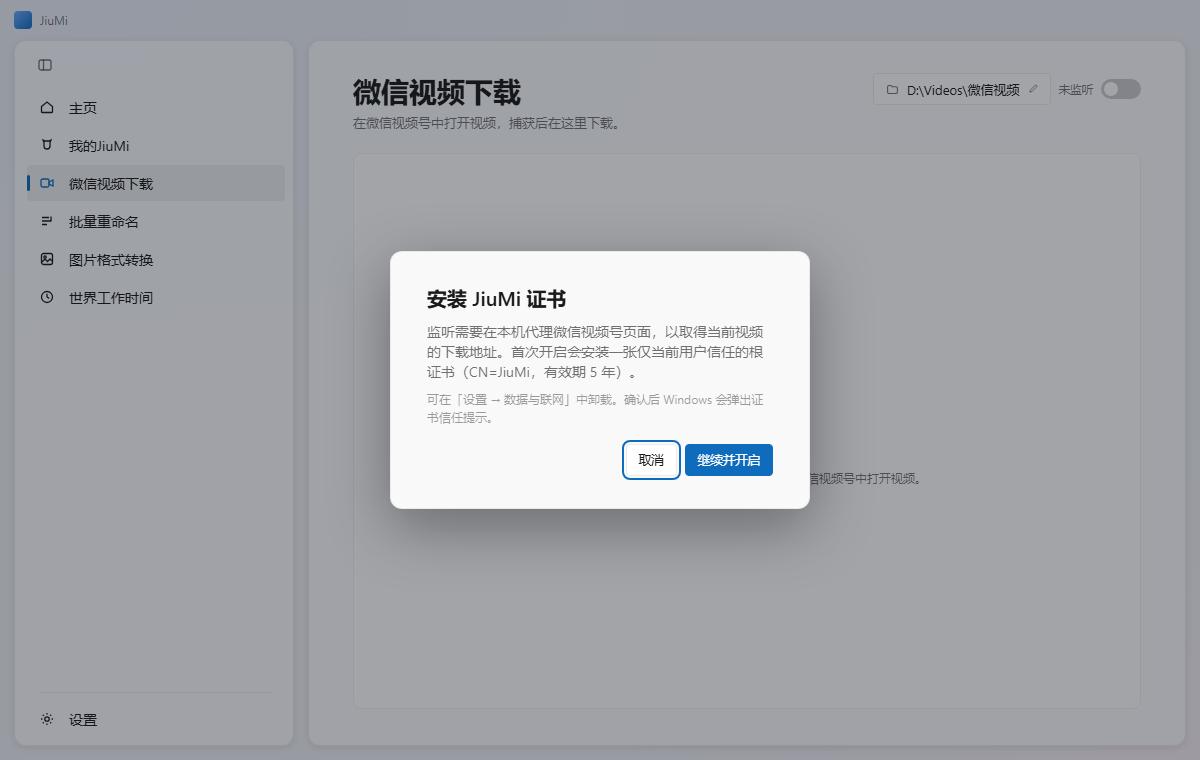 JiuMi
主页
我的JiuMi
微信视频下载
批量重命名
图片格式转换
世界工作时间
设置
微信视频下载
在微信视频号中打开视频，捕获后在这里下载。
D:\Videos\微信视频
未监听
安装 JiuMi 证书
监听需要在本机代理微信视频号页面，以取得当前视频
的下载地址。首次开启会安装一张仅当前用户信任的根
证书（CN=JiuMi，有效期 5 年）。
可在「设置 → 数据与联网」中卸载。确认后 Windows 会弹出证
书信任提示。
取消
继续并开启
信视频号中打开视频。